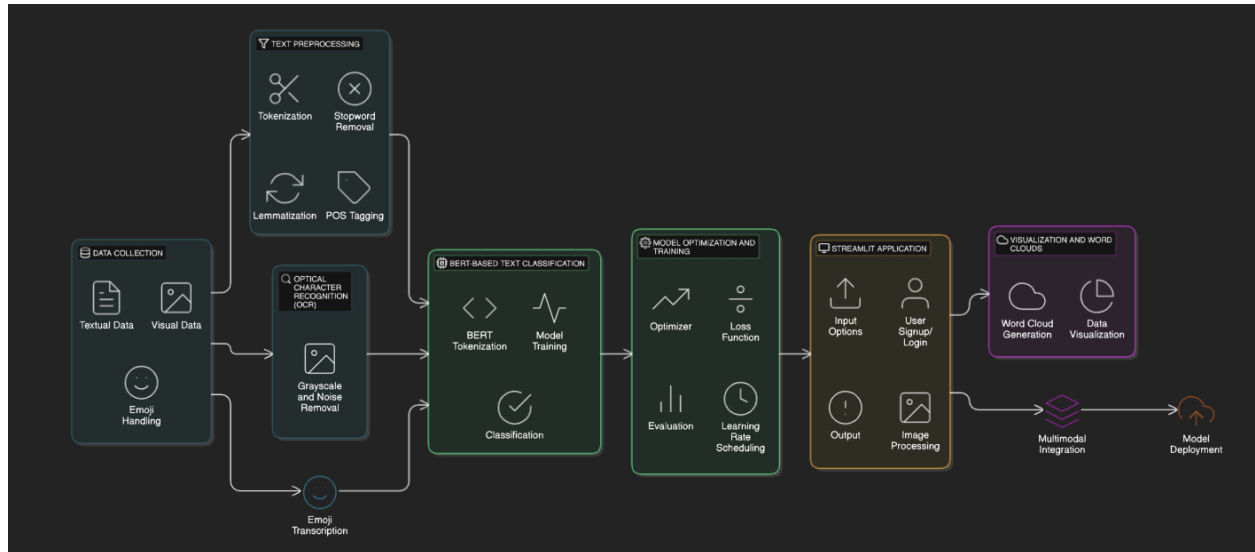 TEXT PREPROCESSING
Tokenization
Stopword
Removal
Lemmatization
POS Tagging
DATA COLLECTION
Textual Data
Visual Data
Emoji
Handling
OPTICAL
CHARACTER
RECOGNITION
(OCR)
Grayscale
and Noise
Removal
Emoji
Transcription
BERT-BASED TEXT CLASSIFICATION
BERT
Tokenization
Model
Training
Classification
MODEL OPTIMIZATION AND
TRAINING
Optimizer
Loss
Function
Evaluation
Learning
Rate
Scheduling
STREAMLIT APPLICATION
Input
Options
User
Signup/
Login
Output
Image
Processing
VISUALIZATION AND WORD
CLOUDS
Word Cloud
Generation
Data
Visualization
Multimodal
Integration
Model
Deployment